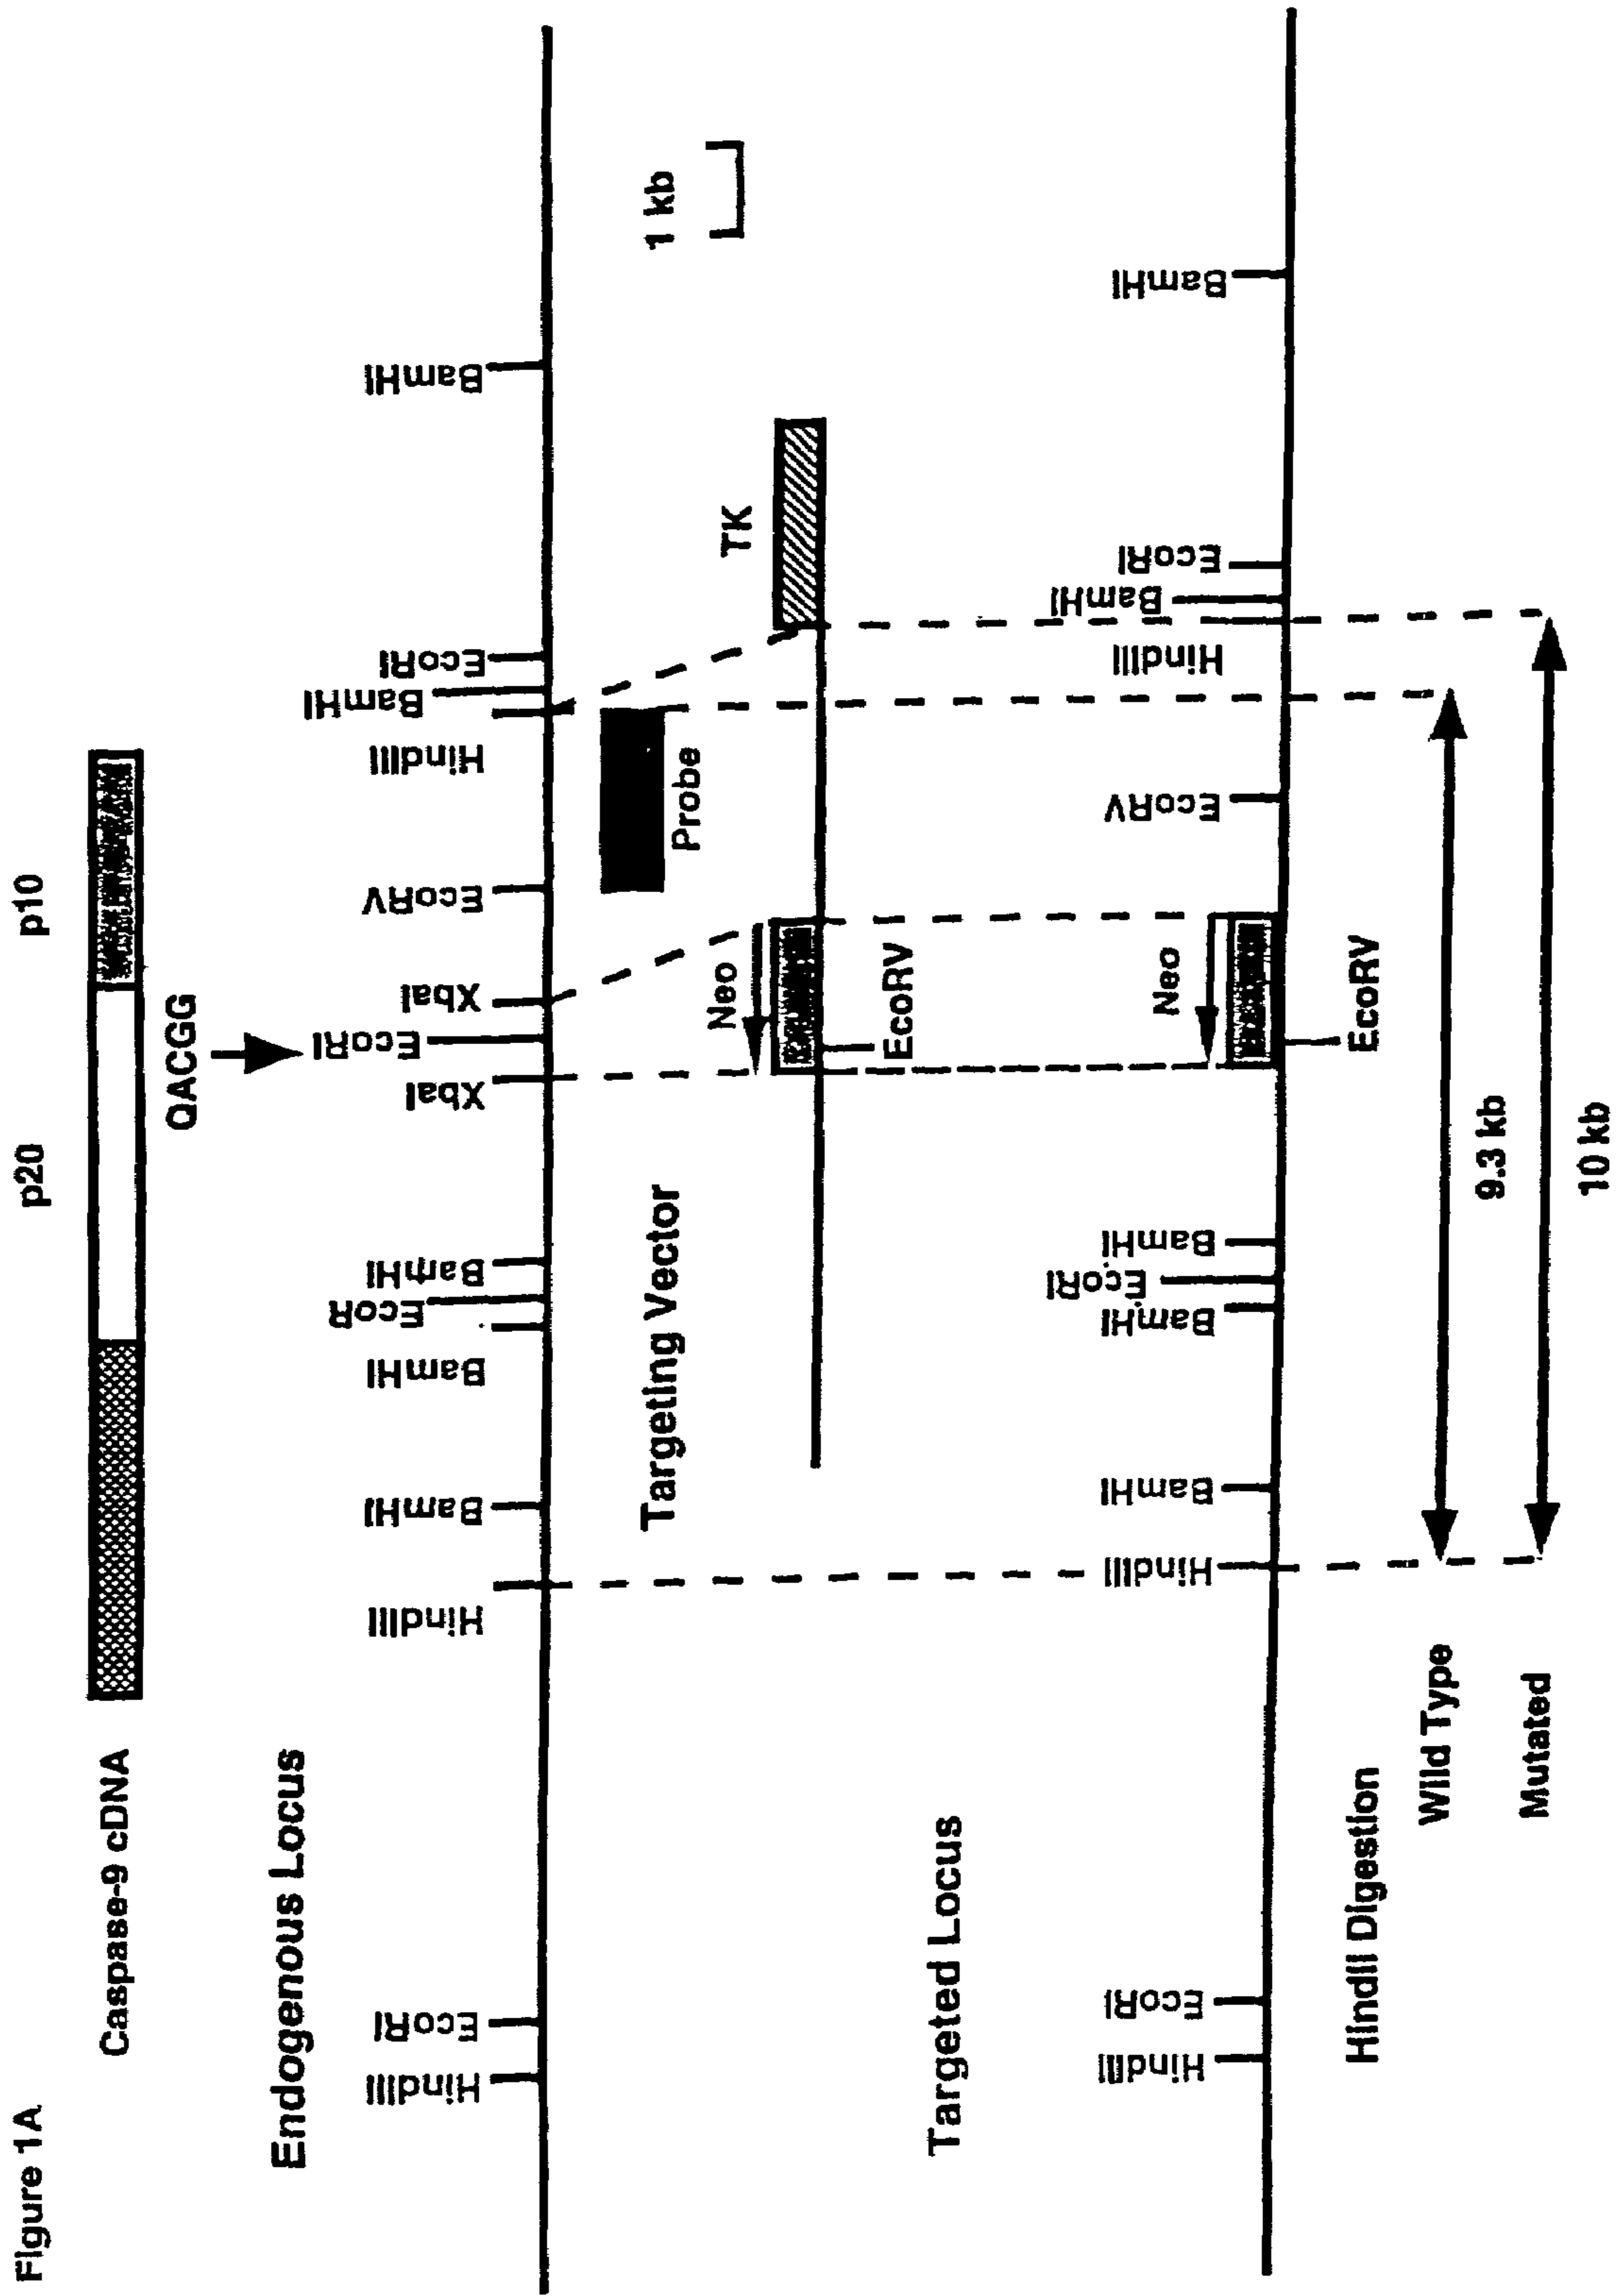 Figure 1A
p20 p10
Caspase-9 cDNA
QACGG
Endogenous Locus
HindIII EcoRI HindIII BamHI BamHI EcoR BamHI XbaI EcoRI XbaI EcoRV HindIII BamHI EcoRI BamHI
Targeting Vector
Probe
1 kb
Neo
TK
EcoRV
Targeted Locus
HindIII EcoRI HindIII BamHI BamHI EcoRI BamHI Neo EcoRV HindIII BamHI EcoRI BamHI
EcoRV
HindII Digestion
Wild Type
9.3 kb
Mutated
10 kb